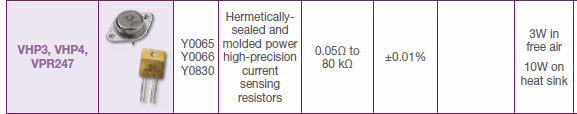 VHP3, VHP4,
VPR247
Y0065
Y0066
Y0830
Hermetically-
sealed and
molded power
high-precision
current
sensing
resistors
0.05Ω to
80 kΩ
±0.01%
3W in
free air
10W on
heat sink